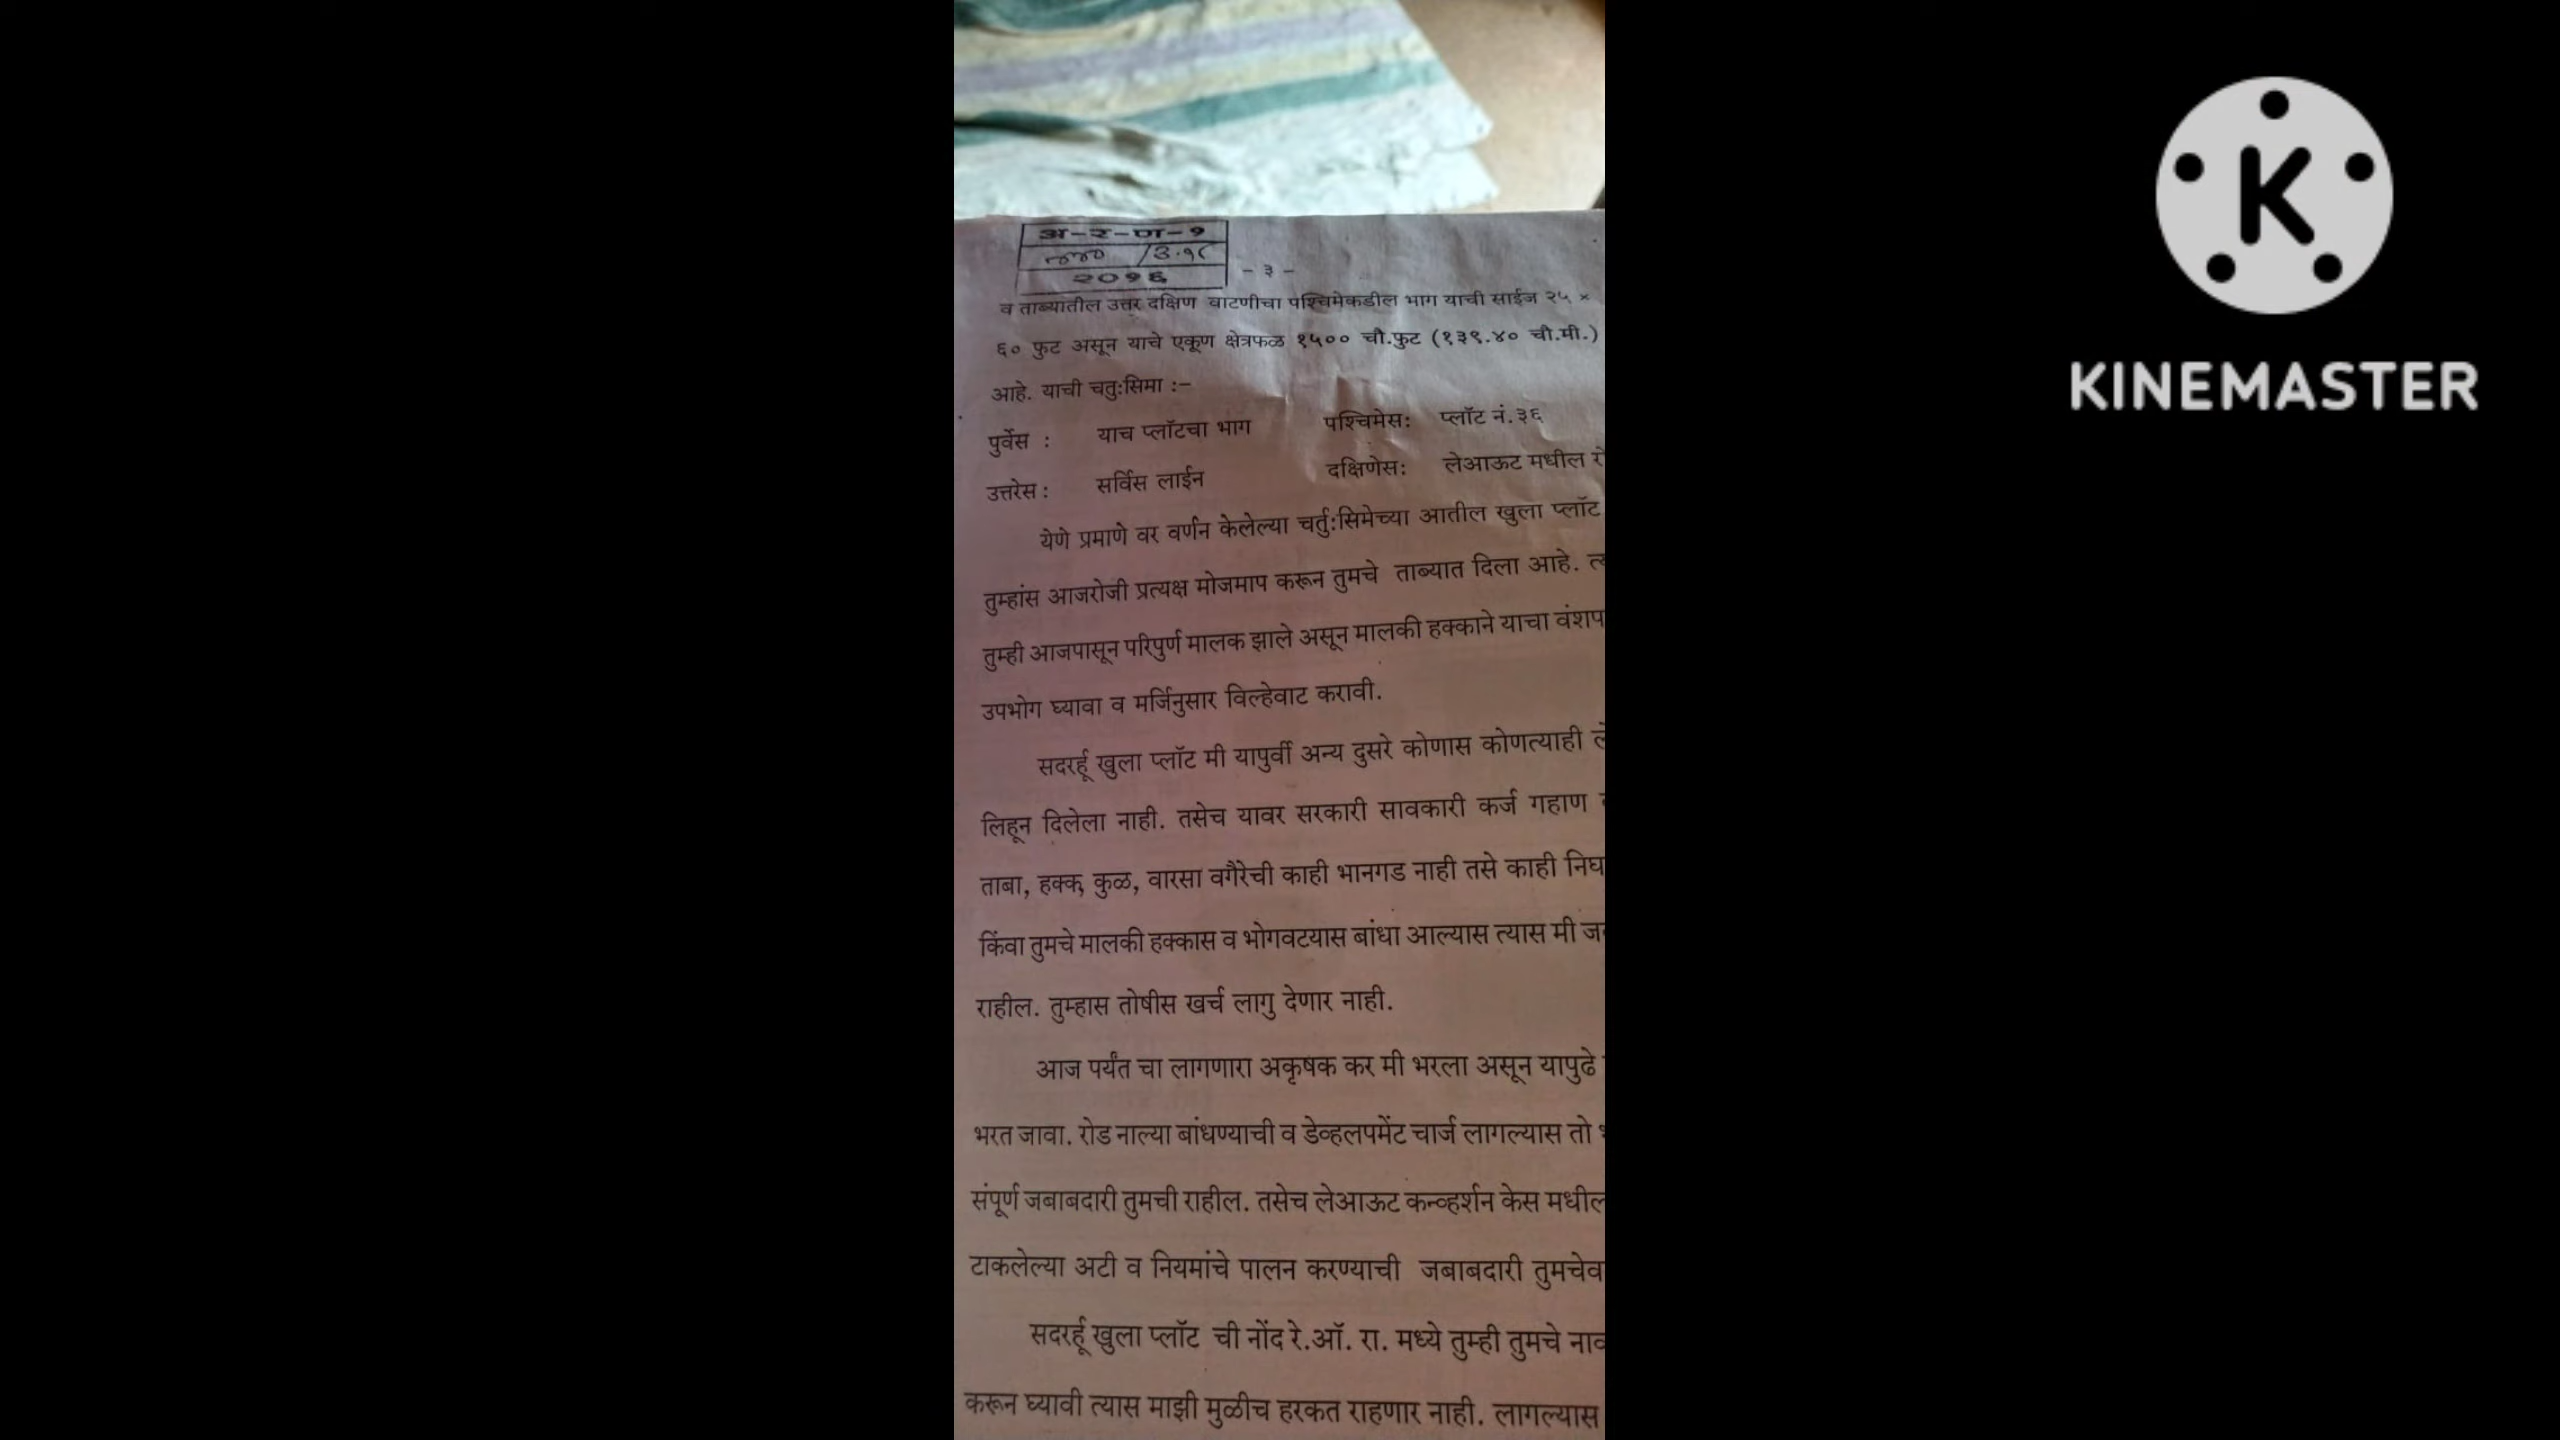 अ-र-ण-१
२०१६
- ३ -
व ताब्यातील उत्तर दक्षिण वाटणीचा पश्चिमेकडील भाग याची साईज २५ ×
६० फुट असून याचे एकूण क्षेत्रफळ १५०० चौ.फुट (१३९.४० चौ.मी.)
आहे. याची चतु:सिमा :-
पुर्वेस : याच प्लॉटचा भाग पश्चिमेस: प्लॉट नं.३६
उत्तरेस : सर्विस लाईन दक्षिणेस: लेआऊट मधील
येणे प्रमाणे वर वर्णन केलेल्या चर्तु:सिमेच्या आतील खुला प्लॉट
तुम्हांस आजरोजी प्रत्यक्ष मोजमाप करून तुमचे ताब्यात दिला आहे.
तुम्ही आजपासून परिपुर्ण मालक झाले असून मालकी हक्काने याचा वंशप
उपभोग घ्यावा व मर्जिनुसार विल्हेवाट करावी.
सदरर्हू खुला प्लॉट मी यापुर्वी अन्य दुसरे कोणास कोणत्याही
लिहून दिलेला नाही. तसेच यावर सरकारी सावकारी कर्ज गहाण
ताबा, हक्क, कुळ, वारसा वगैरेची काही भानगड नाही तसे काही निघ
किंवा तुमचे मालकी हक्कास व भोगवटयास बांधा आल्यास त्यास मी
राहील. तुम्हास तोषीस खर्च लागु देणार नाही.
आज पर्यंत चा लागणारा अकृषक कर मी भरला असून यापुढे
भरत जावा. रोड नाल्या बांधण्याची व डेव्हलपमेंट चार्ज लागल्यास तो
संपूर्ण जबाबदारी तुमची राहील. तसेच लेआऊट कन्व्हर्शन केस मधील
टाकलेल्या अटी व नियमांचे पालन करण्याची जबाबदारी तुमचेव
सदरर्हू खुला प्लॉट ची नोंद रे.ऑ. रा. मध्ये तुम्ही तुमचे नाव
करून घ्यावी त्यास माझी मुळीच हरकत राहणार नाही. लागल्यास
K
KINEMASTER